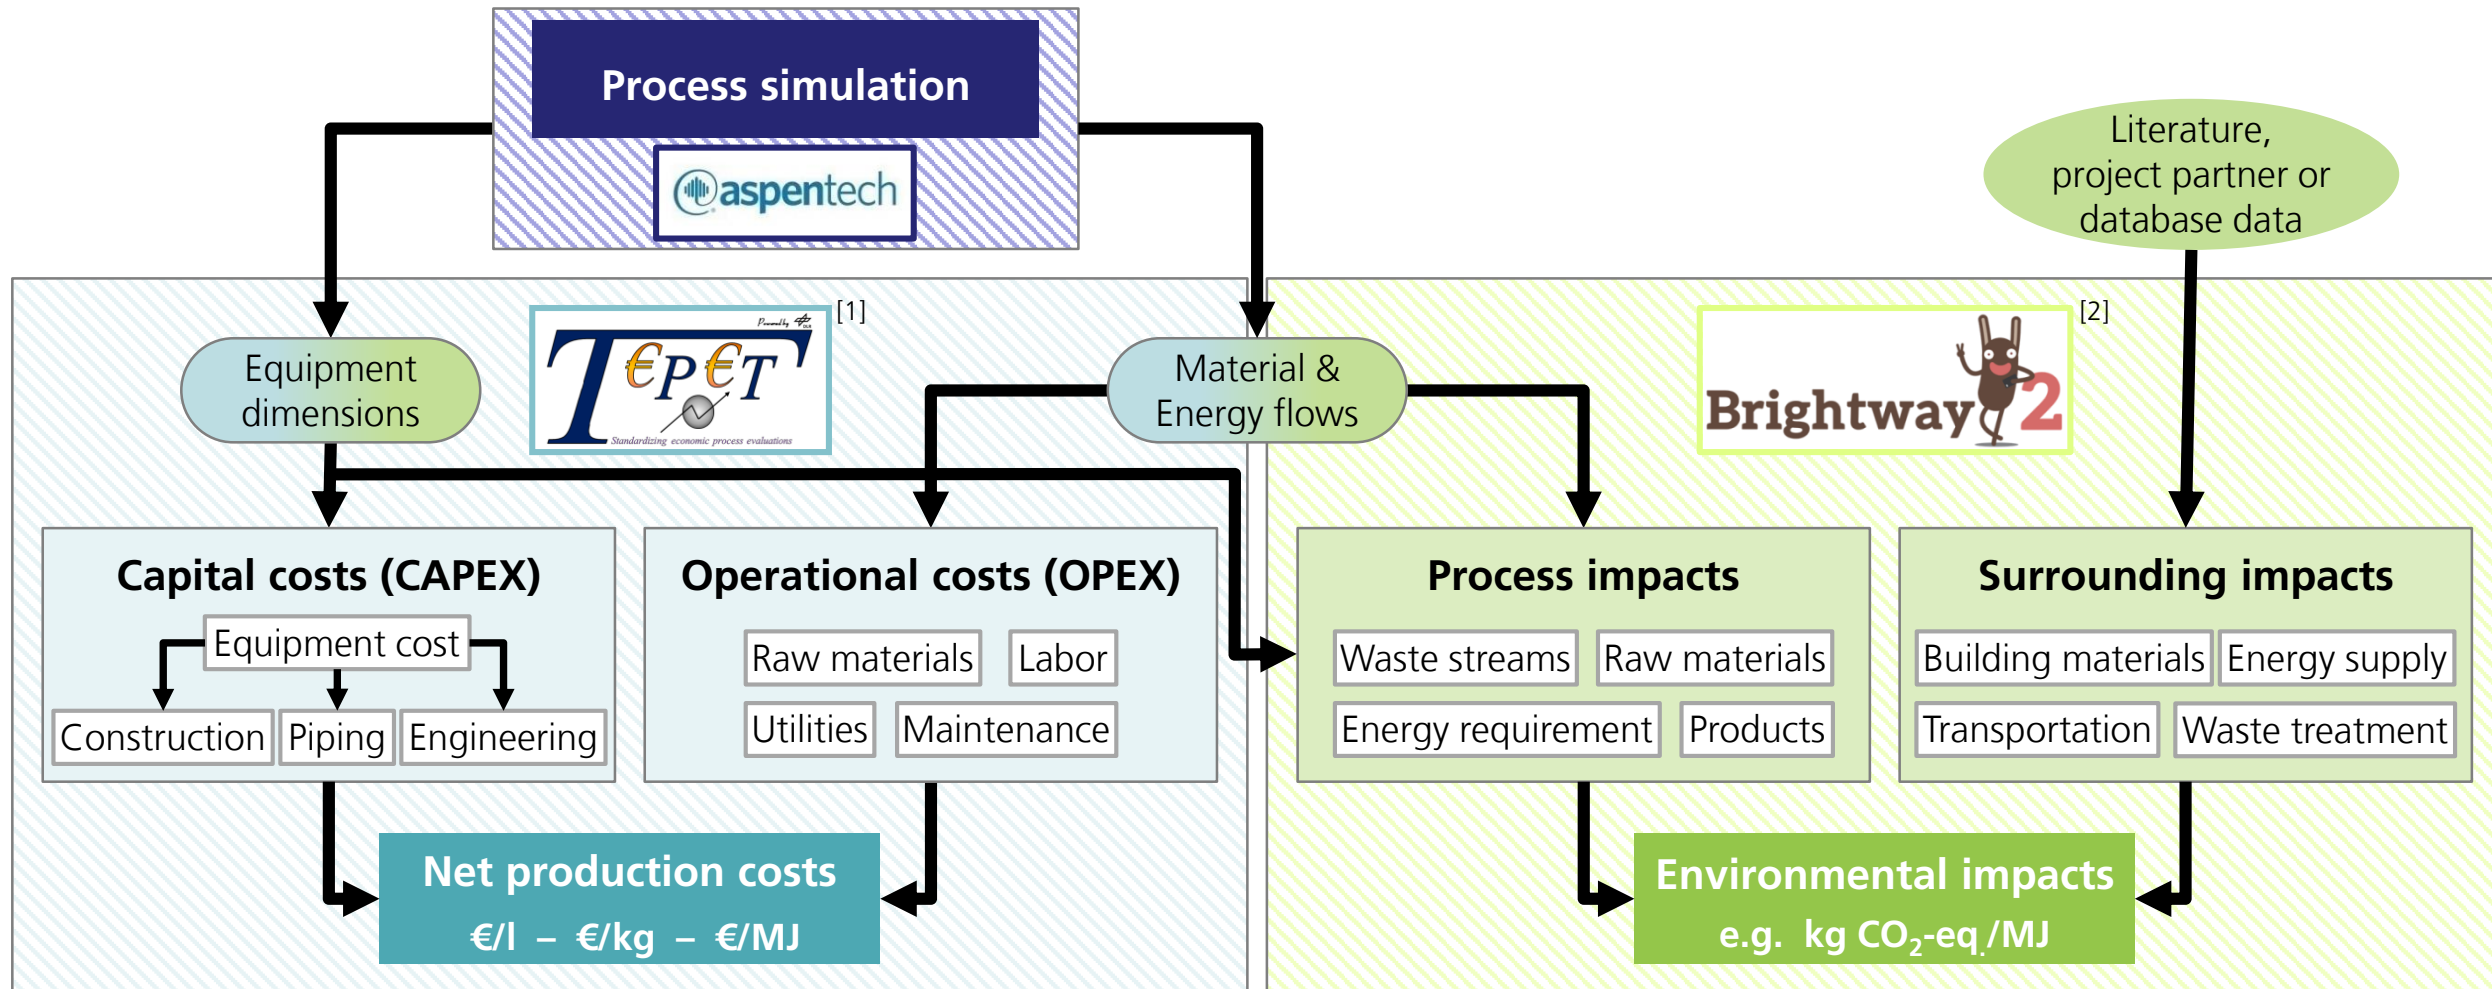 Process simulation
aspentech
Literature,
project partner or
database data
[1]
[2]
Powered by DLR
TEPET
Standardizing economic process evaluations
Equipment
dimensions
Material &
Energy flows
Brightway2
Capital costs (CAPEX)
Equipment cost
Construction
Piping
Engineering
Operational costs (OPEX)
Raw materials
Labor
Utilities
Maintenance
Process impacts
Waste streams
Raw materials
Energy requirement
Products
Surrounding impacts
Building materials
Energy supply
Transportation
Waste treatment
Net production costs
€/l – €/kg – €/MJ
Environmental impacts
e.g. kg CO₂-eq./MJ